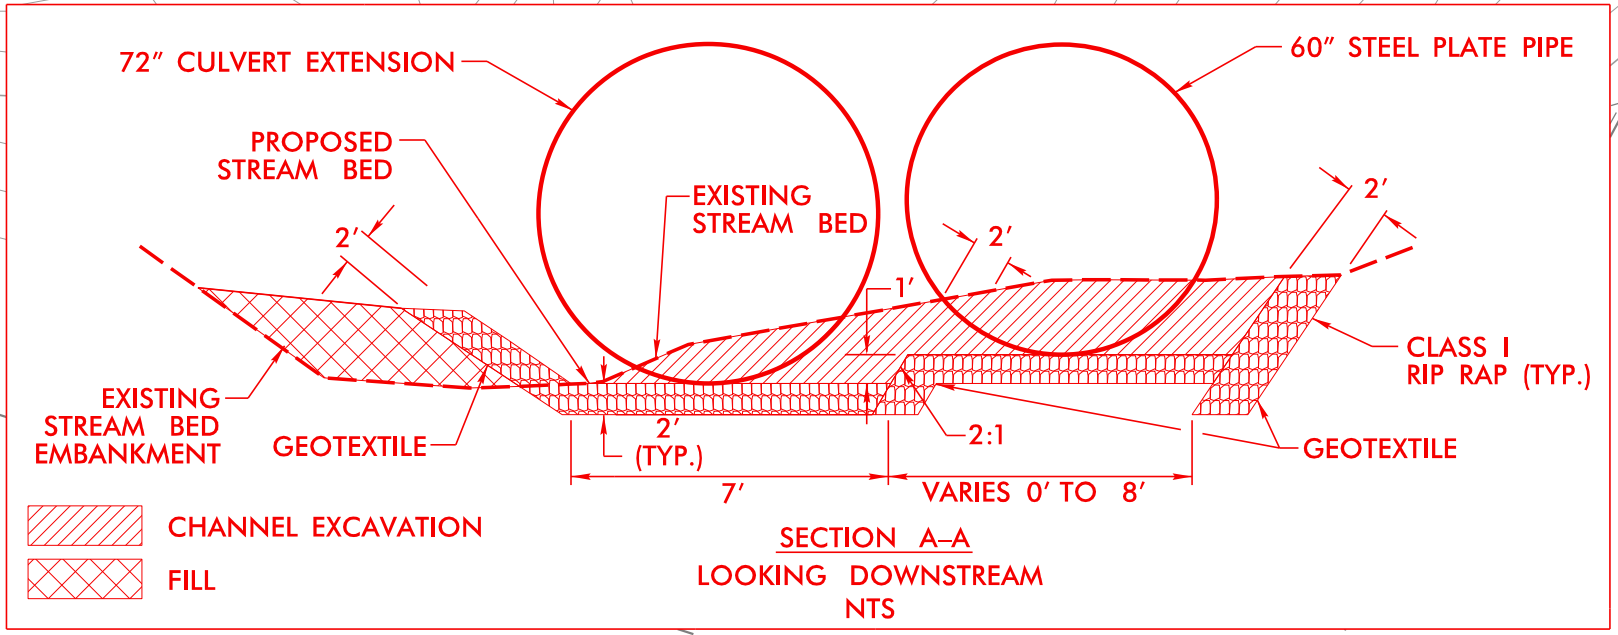 72" CULVERT EXTENSION
60" STEEL PLATE PIPE
PROPOSED
STREAM BED
EXISTING
STREAM BED
2'
2'
2'
1'
CLASS I
RIP RAP (TYP.)
EXISTING
STREAM BED
EMBANKMENT
GEOTEXTILE
2'
(TYP.)
2:1
GEOTEXTILE
7'
VARIES 0' TO 8'
CHANNEL EXCAVATION
FILL
SECTION A–A
LOOKING DOWNSTREAM
NTS